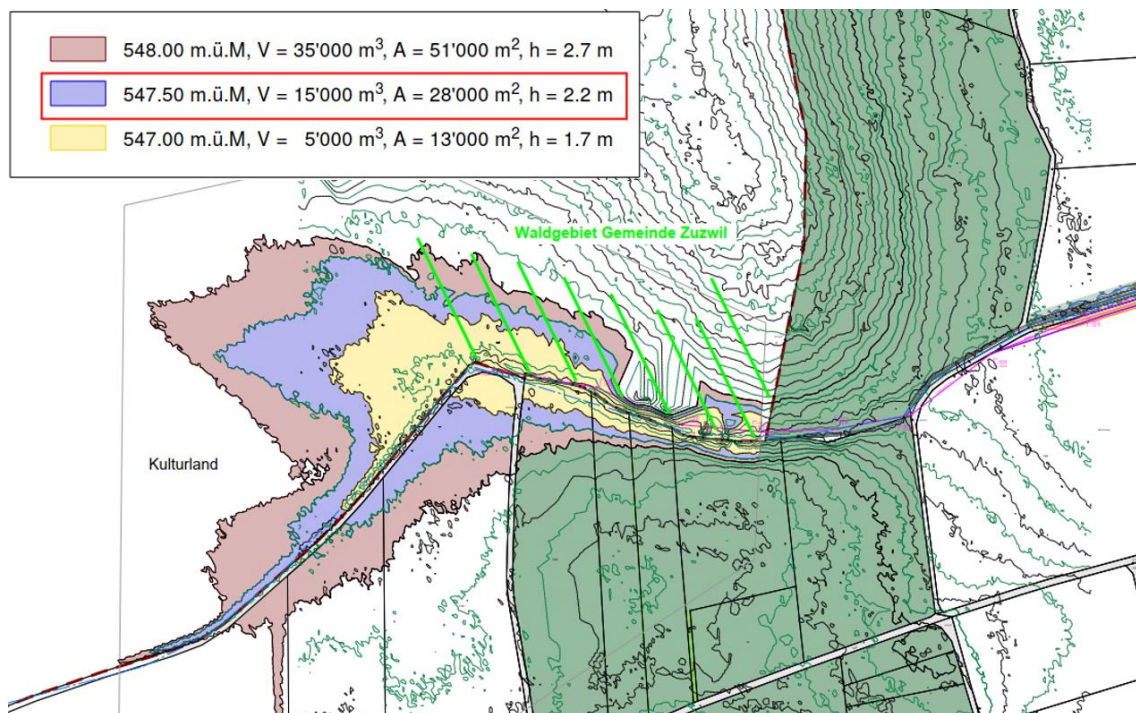 548.00 m.ü.M, V = 35'000 m³, A = 51'000 m², h = 2.7 m
547.50 m.ü.M, V = 15'000 m³, A = 28'000 m², h = 2.2 m
547.00 m.ü.M, V = 5'000 m³, A = 13'000 m², h = 1.7 m
Waldgebiet Gemeinde Zuzwil
Kulturland